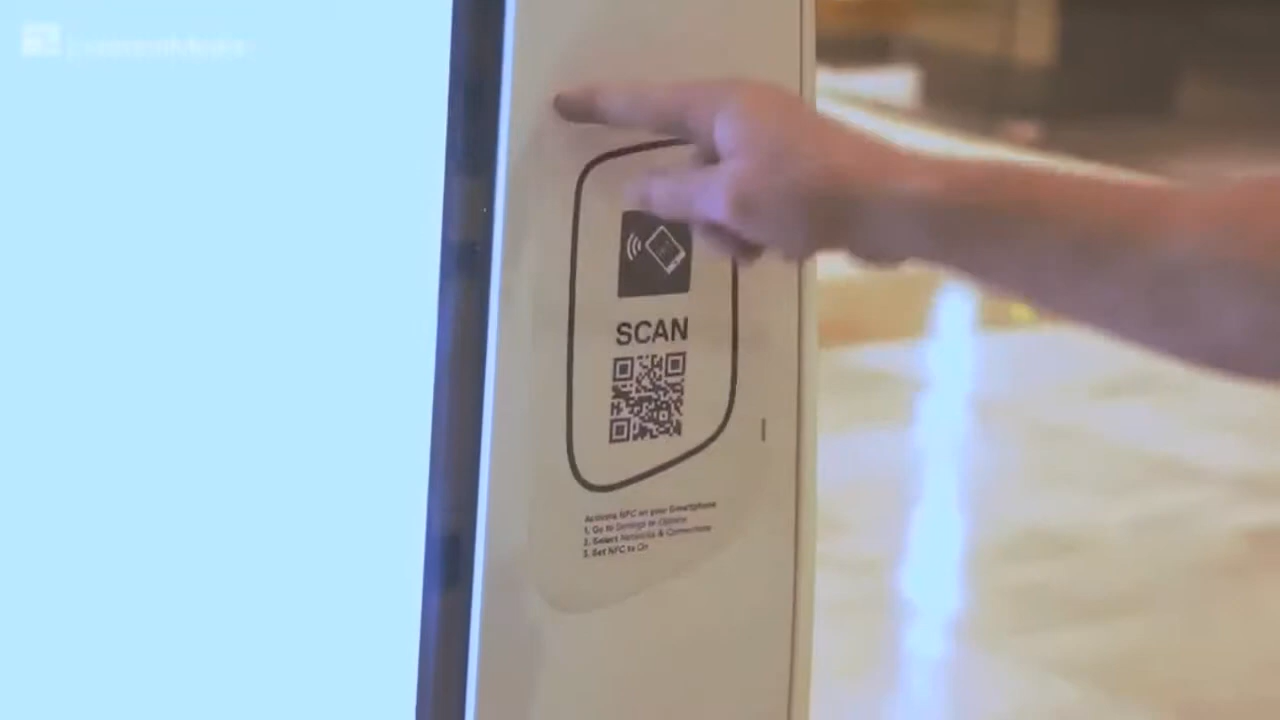 SCAN
Activate NFC on your Smartphone
1. Go to Settings or Options
2. Select Networks & Connections
3. Set NFC to On